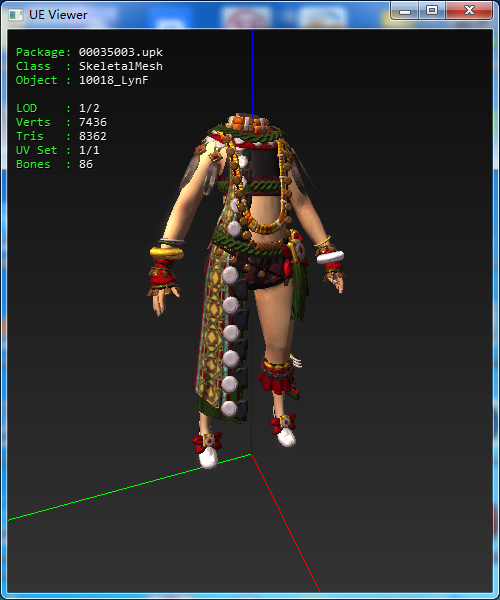 UE Viewer
Package: 00035003.upk
Class : SkeletalMesh
Object : 10018_LynF
LOD : 1/2
Verts : 7436
Tris : 8362
UV Set : 1/1
Bones : 86